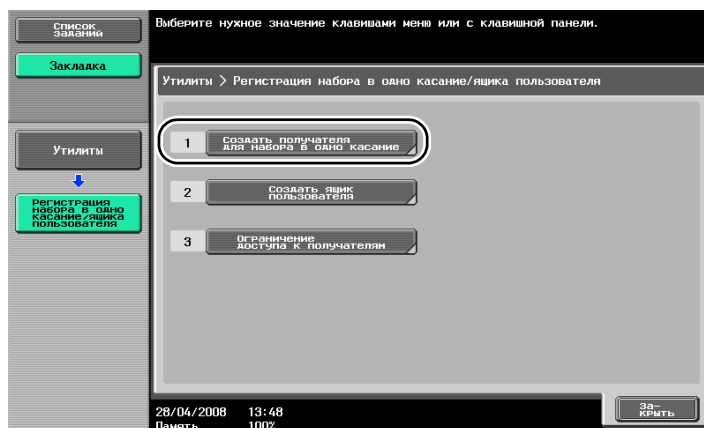 Список
заданий
Закладка
Утилиты
Регистрация
набора в одно
касание/ящика
пользователя
Выберите нужное значение клавишами меню или с клавишной панели.
Утилиты > Регистрация набора в одно касание/ящика пользователя
1 Создать получателя
для набора в одно касание
2 Создать ящик
пользователя
3 Ограничение
доступа к получателям
28/04/2008 13:48
Память 100%
За-
крыть